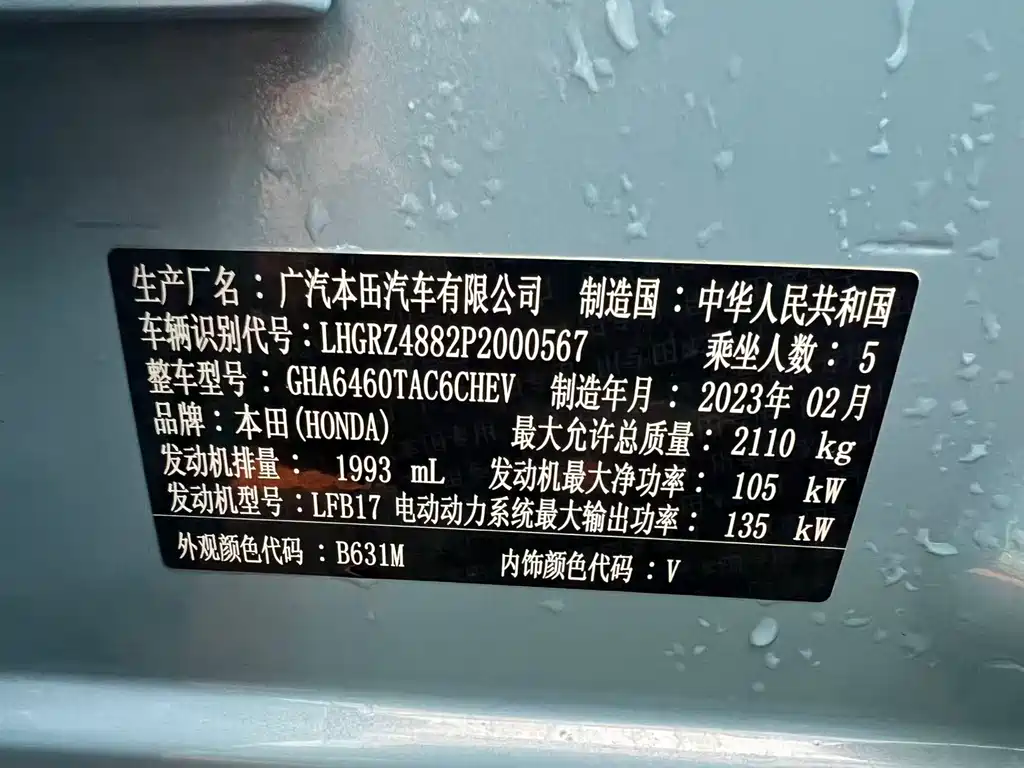 生产厂名：广汽本田汽车有限公司 制造国：中华人民共和国
车辆识别代号：LHGRZ4882P2000567 乘坐人数：5
整车型号：GHA6460TAC6CHEV 制造年月：2023年 02月
品牌：本田(HONDA) 最大允许总质量：2110 kg
发动机排量： 1993 mL 发动机最大净功率： 105 kW
发动机型号：LFB17 电动动力系统最大输出功率： 135 kW
外观颜色代码：B631M 内饰颜色代码：V